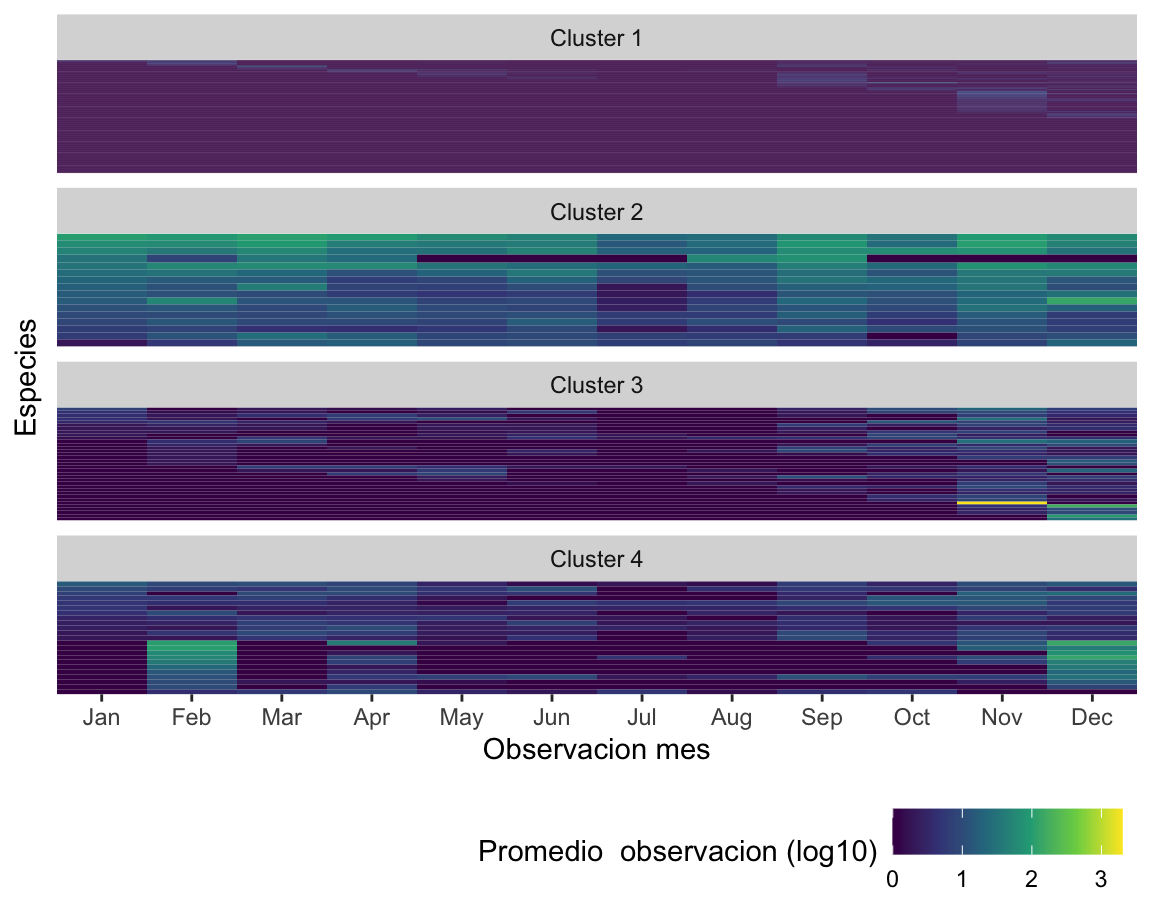 Cluster 1
Cluster 2
Cluster 3
Cluster 4
Especies
Jan Feb Mar Apr May Jun Jul Aug Sep Oct Nov Dec
Observacion mes
Promedio  observacion (log10)
0 1 2 3